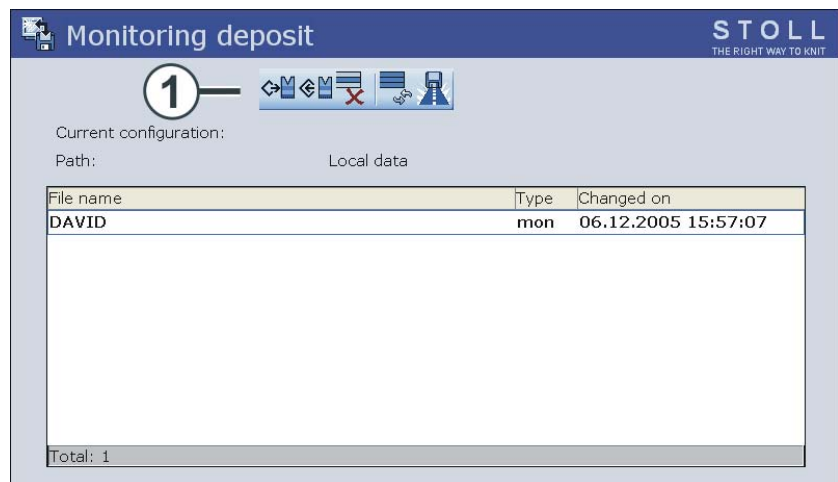 Monitoring deposit
STOLL
THE RIGHT WAY TO KNIT
1
Current configuration:
Path: Local data
File name Type Changed on
DAVID mon 06.12.2005 15:57:07
Total: 1